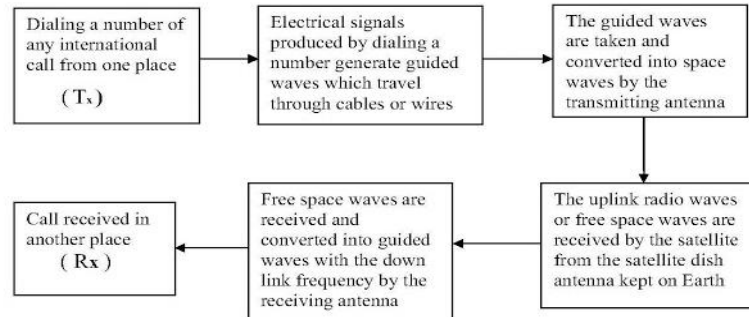 Dialing a number of
any international
call from one place
( Tx )
Electrical signals
produced by dialing a
number generate guided
waves which travel
through cables or wires
The guided waves
are taken and
converted into space
waves by the
transmitting antenna
The uplink radio waves
or free space waves are
received by the satellite
from the satellite dish
antenna kept on Earth
Free space waves are
received and
converted into guided
waves with the down
link frequency by the
receiving antenna
Call received in
another place
( Rx )